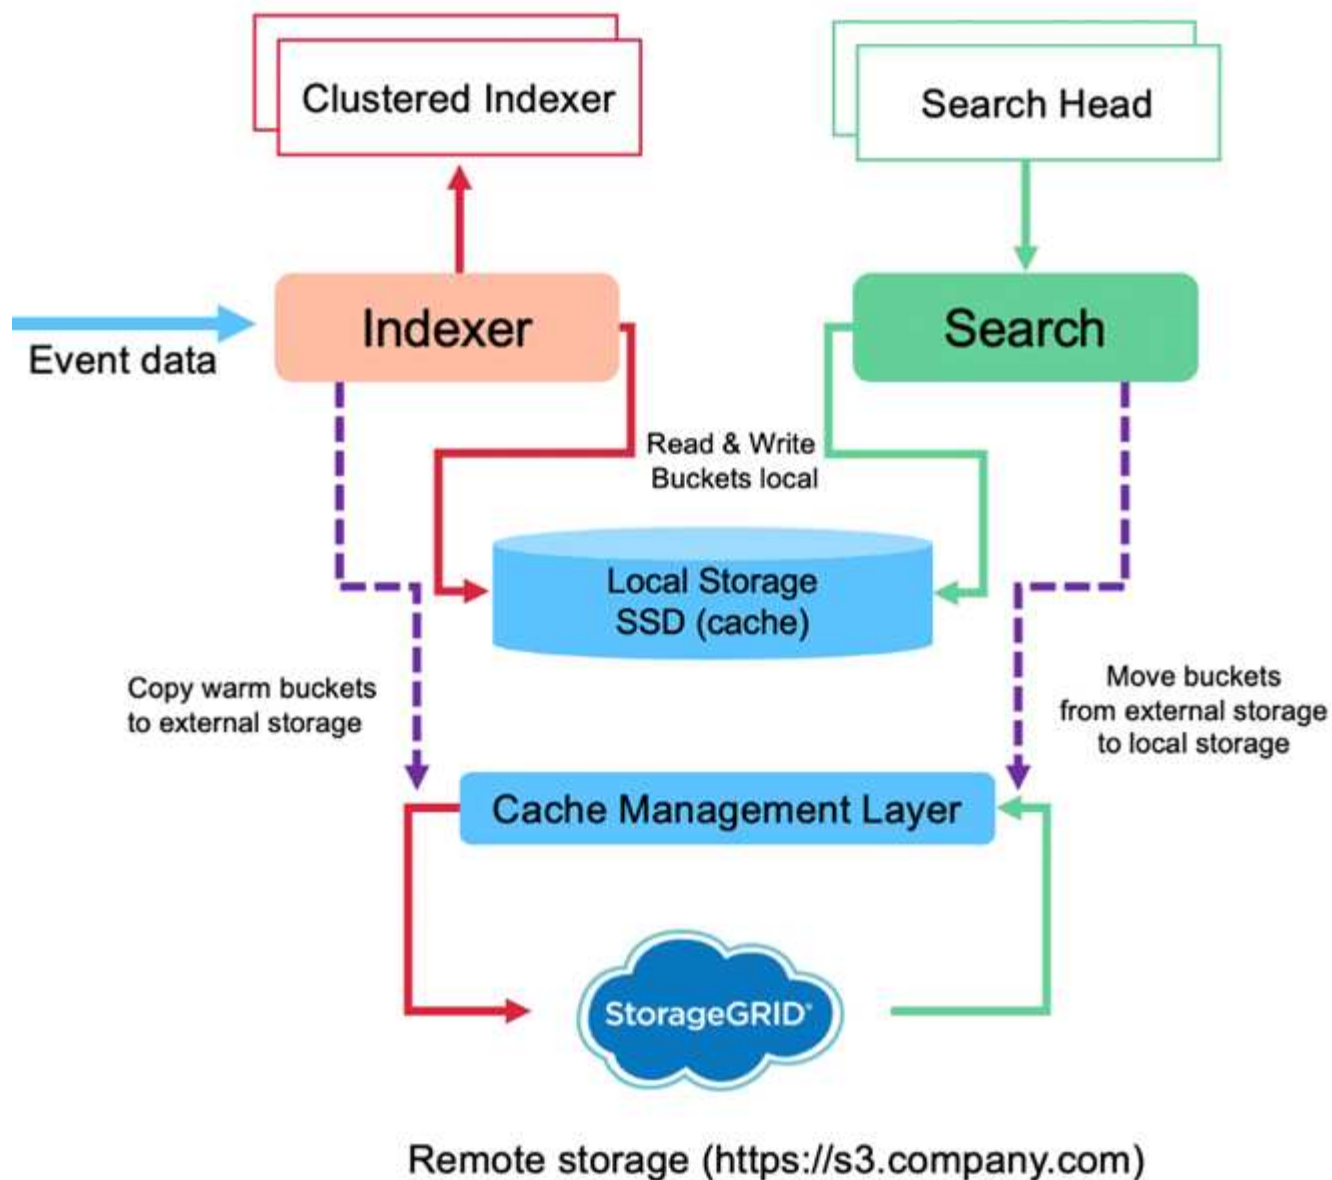 Clustered Indexer
Search Head
Indexer
Search
Event data
Read & Write
Buckets local
Local Storage
SSD (cache)
Copy warm buckets
to external storage
Move buckets
from external storage
to local storage
Cache Management Layer
StorageGRID®
Remote storage (https://s3.company.com)